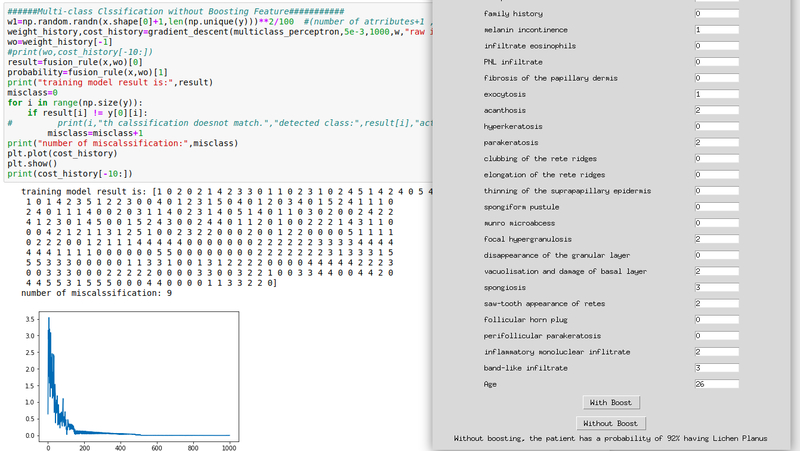 ######Multi-class Clssification without Boosting Feature###########
w1=np.random.randn(x.shape[0]+1,len(np.unique(y)))**2/100  #(number of atrributes+1 ,
weight_history,cost_history=gradient_descent(multiclass_perceptron,5e-3,1000,w,"raw i
wo=weight_history[-1]
#print(wo,cost_history[-10:])
result=fusion_rule(x,wo)[0]
probability=fusion_rule(x,wo)[1]
print("training model result is:",result)
misclass=0
for i in range(np.size(y)):
    if result[i] != y[0][i]:
#        print(i,"th calssification doesnot match.","detected class:",result[i],"act
        misclass=misclass+1
print("number of miscalssification:",misclass)
plt.plot(cost_history)
plt.show()
print(cost_history[-10:])
training model result is: [1 0 2 0 2 1 4 2 3 3 0 1 1 0 2 3 1 0 2 4 5 1 4 2 4 0 5 4
1 0 1 4 2 3 5 1 2 2 3 0 0 4 0 1 2 3 1 5 0 4 0 1 2 0 3 4 0 1 5 2 4 1 1 1 0
2 4 0 1 1 1 4 0 0 2 0 3 1 1 4 0 2 3 1 4 0 5 4 0 1 1 0 3 0 2 0 0 2 4 2 2
4 1 2 3 0 1 4 5 0 0 1 5 2 4 3 0 0 2 4 4 0 1 1 2 0 1 0 0 2 2 2 1 4 3 1 1 0
0 0 4 2 1 2 1 1 3 1 2 5 1 0 0 2 3 2 2 0 0 0 2 1 1 2 2 0 0 0 5 1 1 1 1
0 2 2 2 0 0 1 2 1 1 1 4 4 4 4 4 0 0 0 0 0 2 2 2 2 2 3 3 3 3 4 4 4 4
4 4 4 1 1 1 1 0 0 0 0 0 5 5 0 0 0 0 0 2 2 2 2 2 2 2 3 1 3 3 3 1 5
5 5 3 3 3 0 0 0 0 0 1 1 3 3 1 0 0 1 3 1 2 2 2 2 0 0 0 4 4 4 4 4 2 2 2 3
0 0 3 3 3 0 0 0 2 2 2 2 2 0 0 0 0 3 3 0 0 3 2 2 1 0 0 3 3 4 4 0 0 4 4 2 0
4 4 5 5 3 1 5 5 5 0 0 0 4 4 0 0 0 0 1 1 3 3 2 2 0]
number of miscalssification: 9
3.5
3.0
2.5
2.0
1.5
1.0
0.5
0.0
0 200 400 600 800 1000
family history 0
melanin incontinence 1
infiltrate eosinophils 0
PNL infiltrate 0
fibrosis of the papillary dermis 0
exocytosis 1
acanthosis 2
hyperkeratosis 0
parakeratosis 2
clubbing of the rete ridges 0
elongation of the rete ridges 0
thinning of the suprapapillary epidermis 0
spongiform pustule 0
munro microabcess 0
focal hypergranulosis 2
disappearance of the granular layer 0
vacuolisation and damage of basal layer 2
spongiosis 3
saw-tooth appearance of retes 2
follicular horn plug 0
perifollicular parakeratosis 0
inflammatory monoluclear inflitrate 2
band-like infiltrate 3
Age 26
With Boost
Without Boost
Without boosting, the patient has a probability of 92% having Lichen Planus